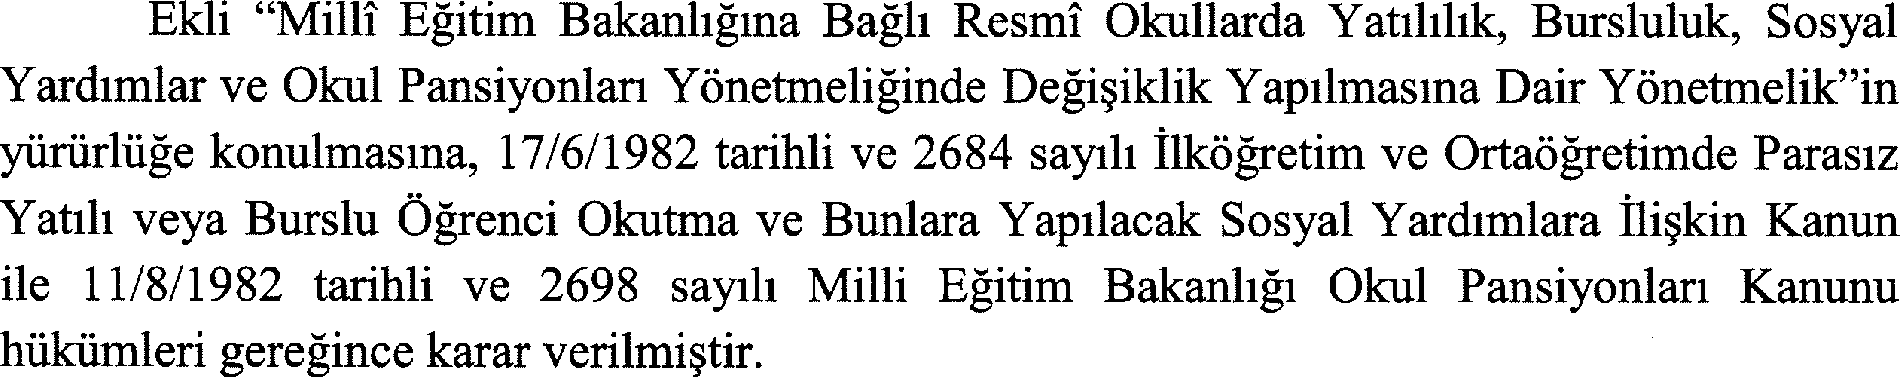 Ekli “Millî Eğitim Bakanlığına Bağlı Resmî Okullarda Yatılılık, Bursluluk, Sosyal
Yardımlar ve Okul Pansiyonları Yönetmeliğinde Değişiklik Yapılmasına Dair Yönetmelik”in
yürürlüğe konulmasına, 17/6/1982 tarihli ve 2684 sayılı İlköğretim ve Ortaöğretimde Parasız
Yatılı veya Burslu Öğrenci Okutma ve Bunlara Yapılacak Sosyal Yardımlara İlişkin Kanun
ile 11/8/1982 tarihli ve 2698 sayılı Milli Eğitim Bakanlığı Okul Pansiyonları Kanunu
hükümleri gereğince karar verilmiştir.